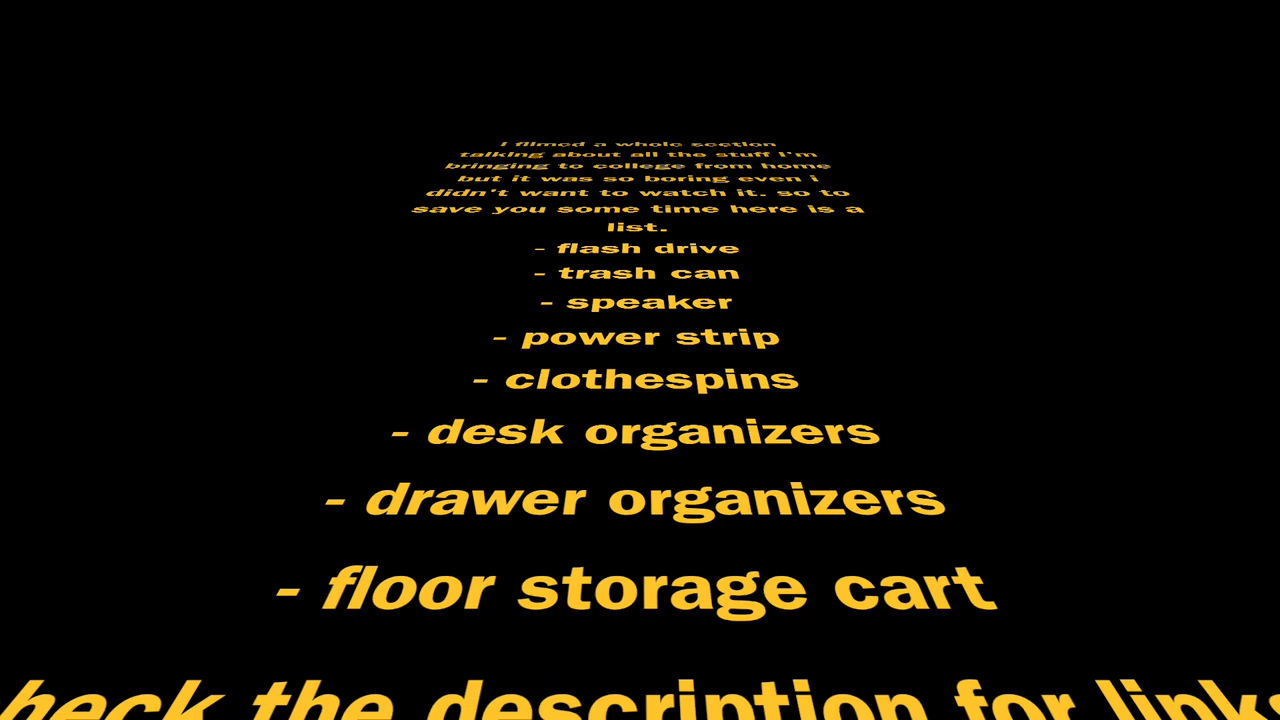 I filmed a whole section
talking about all the stuff I'm
bringing to college from home
but it was so boring even i
didn't want to watch it. so to
save you some time here is a
list.
- flash drive
- trash can
- speaker
- power strip
- clothespins
- desk organizers
- drawer organizers
- floor storage cart
heck the description for links